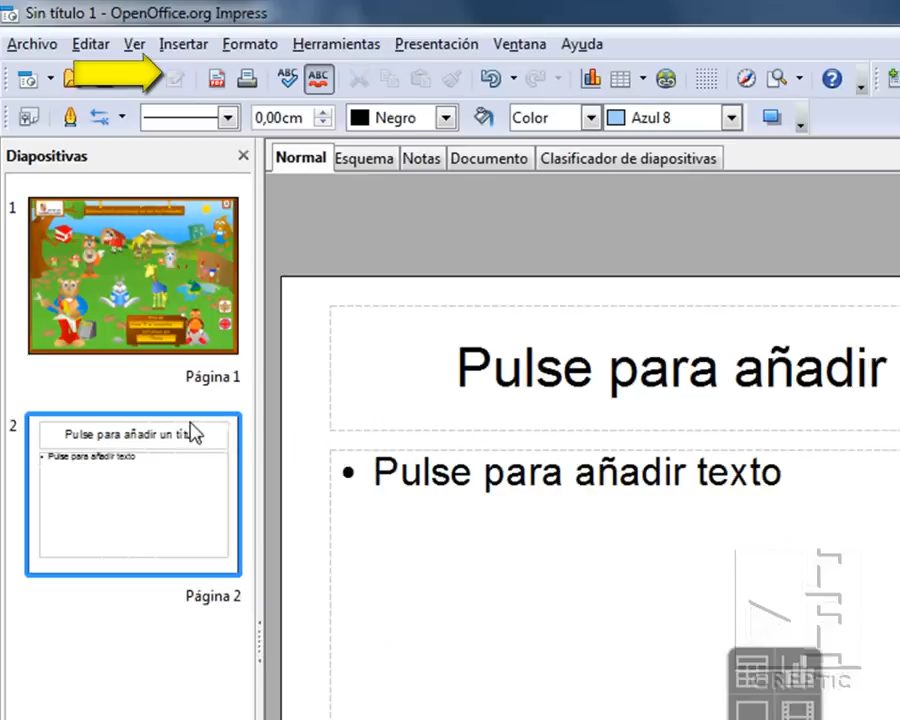 Sin título 1 - OpenOffice.org Impress
Archivo Editar Ver Insertar Formato Herramientas Presentación Ventana Ayuda
ABC ABC
0,00cm Negro Color Azul 8
Diapositivas
Normal Esquema Notas Documento Clasificador de diapositivas
1
Página 1
2
Pulse para añadir un tít
• Pulse para añadir texto
Página 2
Pulse para añadir
• Pulse para añadir texto